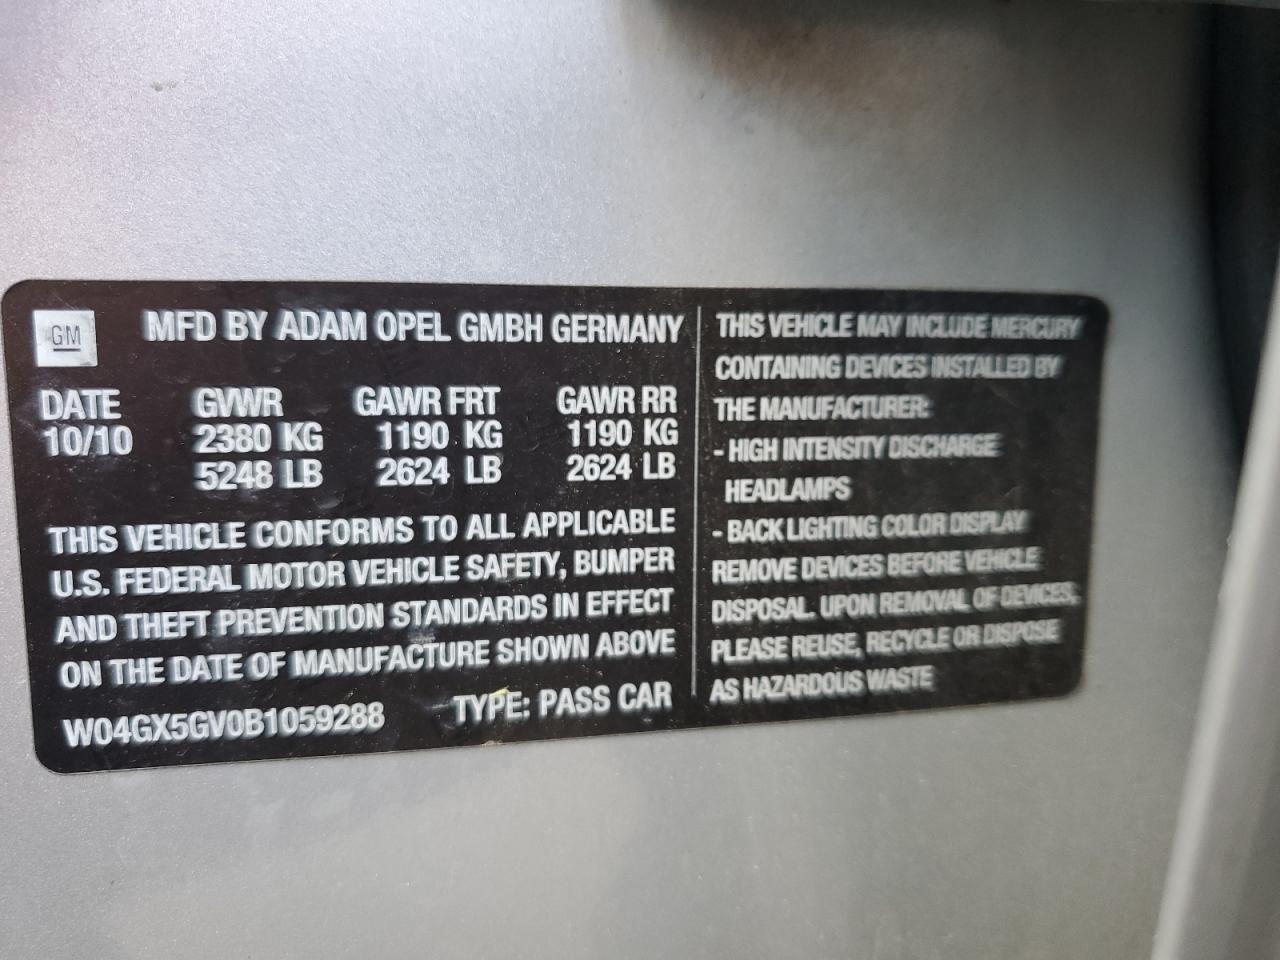 GM
MFD BY ADAM OPEL GMBH GERMANY
DATE GVWR GAWR FRT GAWR RR
10/10 2380 KG 1190 KG 1190 KG
5248 LB 2624 LB 2624 LB
THIS VEHICLE CONFORMS TO ALL APPLICABLE
U.S. FEDERAL MOTOR VEHICLE SAFETY, BUMPER
AND THEFT PREVENTION STANDARDS IN EFFECT
ON THE DATE OF MANUFACTURE SHOWN ABOVE
W04GX5GV0B1059288 TYPE: PASS CAR
THIS VEHICLE MAY INCLUDE MERCURY
CONTAINING DEVICES INSTALLED BY
THE MANUFACTURER:
- HIGH INTENSITY DISCHARGE
HEADLAMPS
- BACK LIGHTING COLOR DISPLAY
REMOVE DEVICES BEFORE VEHICLE
DISPOSAL. UPON REMOVAL OF DEVICES,
PLEASE REUSE, RECYCLE OR DISPOSE
AS HAZARDOUS WASTE